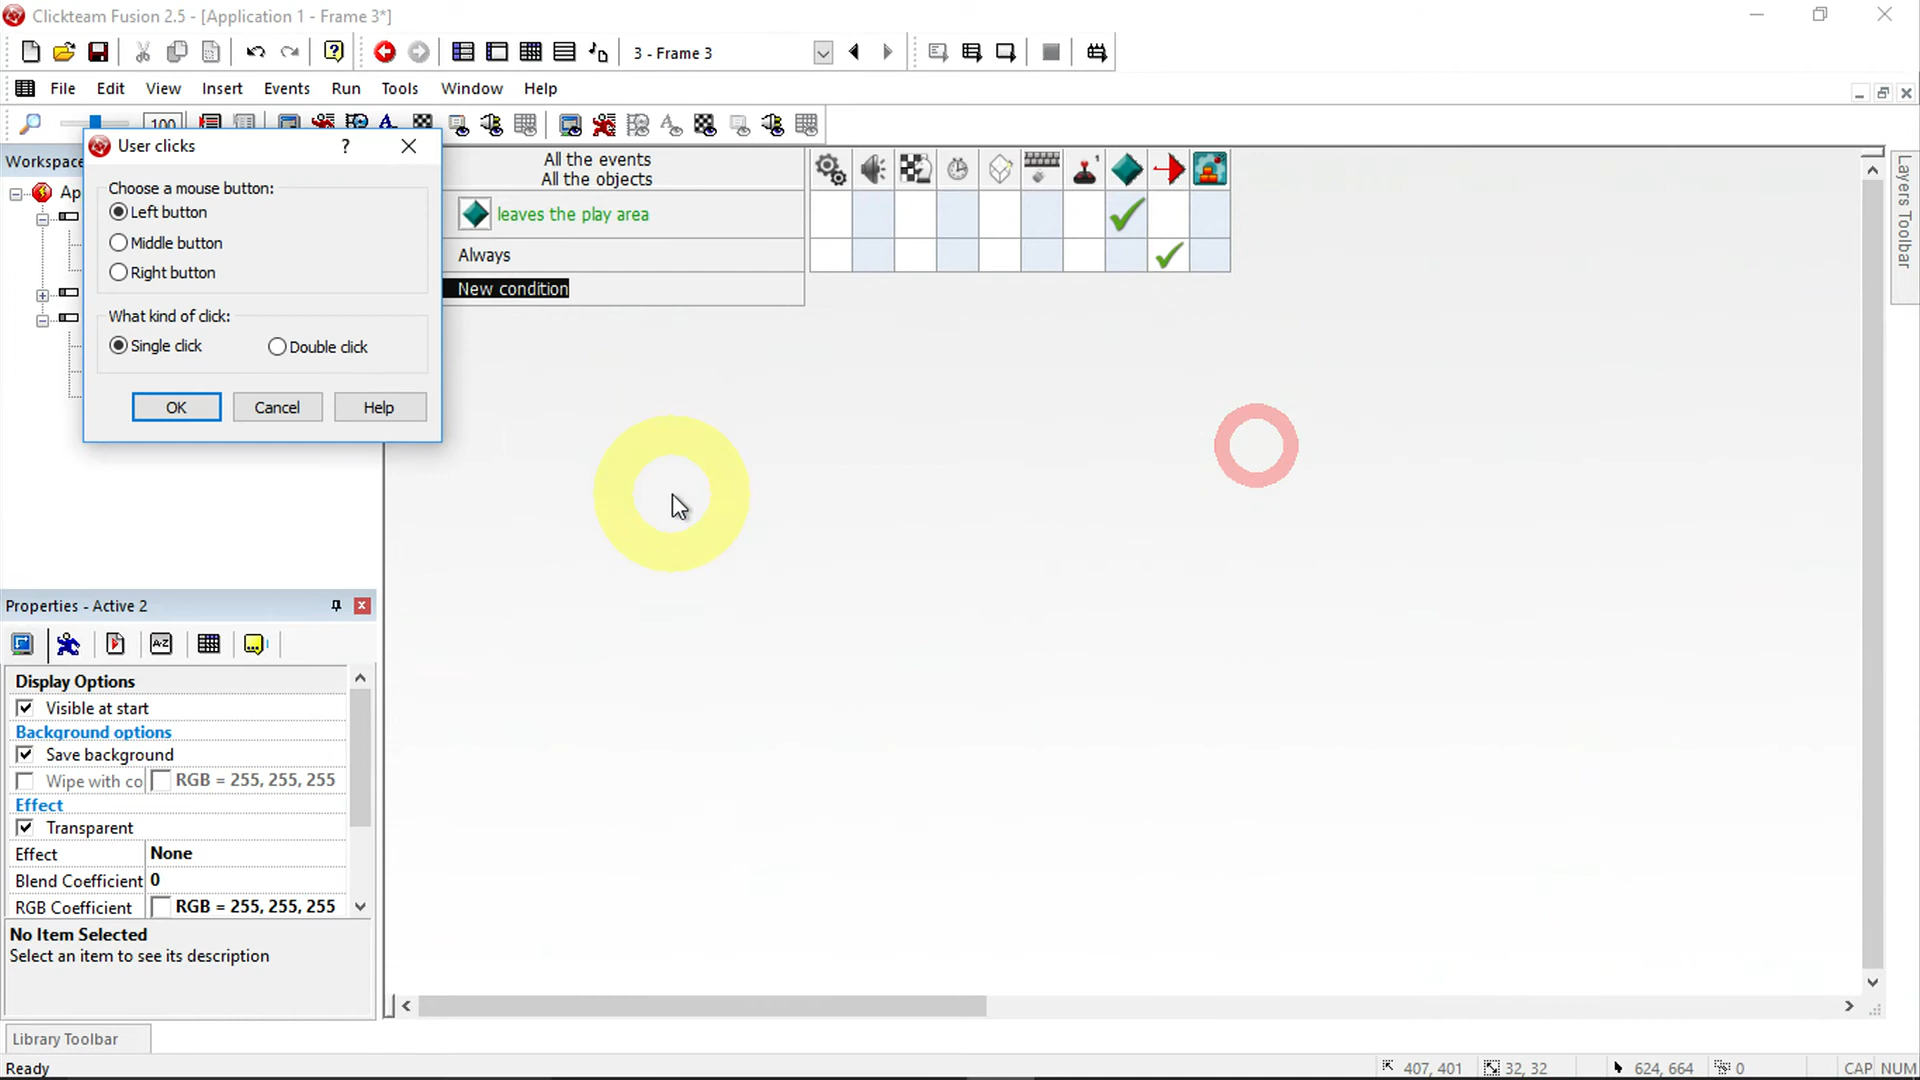 Clickteam Fusion 2.5 - [Application 1 - Frame 3*]
3 - Frame 3
File Edit View Insert Events Run Tools Options Window Help
100
User clicks ?
Choose a mouse button:
Left button
Middle button
Right button
What kind of click:
Single click Double click
OK Cancel Help
Workspace
Ap
All the events
All the objects
1
leaves the play area
Always
New condition
Layers Toolbar
Properties - Active 2
A-Z
Display Options
Visible at start
Background options
Save background
Wipe with co RGB = 255, 255, 255
Effect
Transparent
Effect None
Blend Coefficient 0
RGB Coefficient RGB = 255, 255, 255
No Item Selected
Select an item to see its description
Library Toolbar
Ready 407, 401 32, 32 624, 664 0 CAP NUM